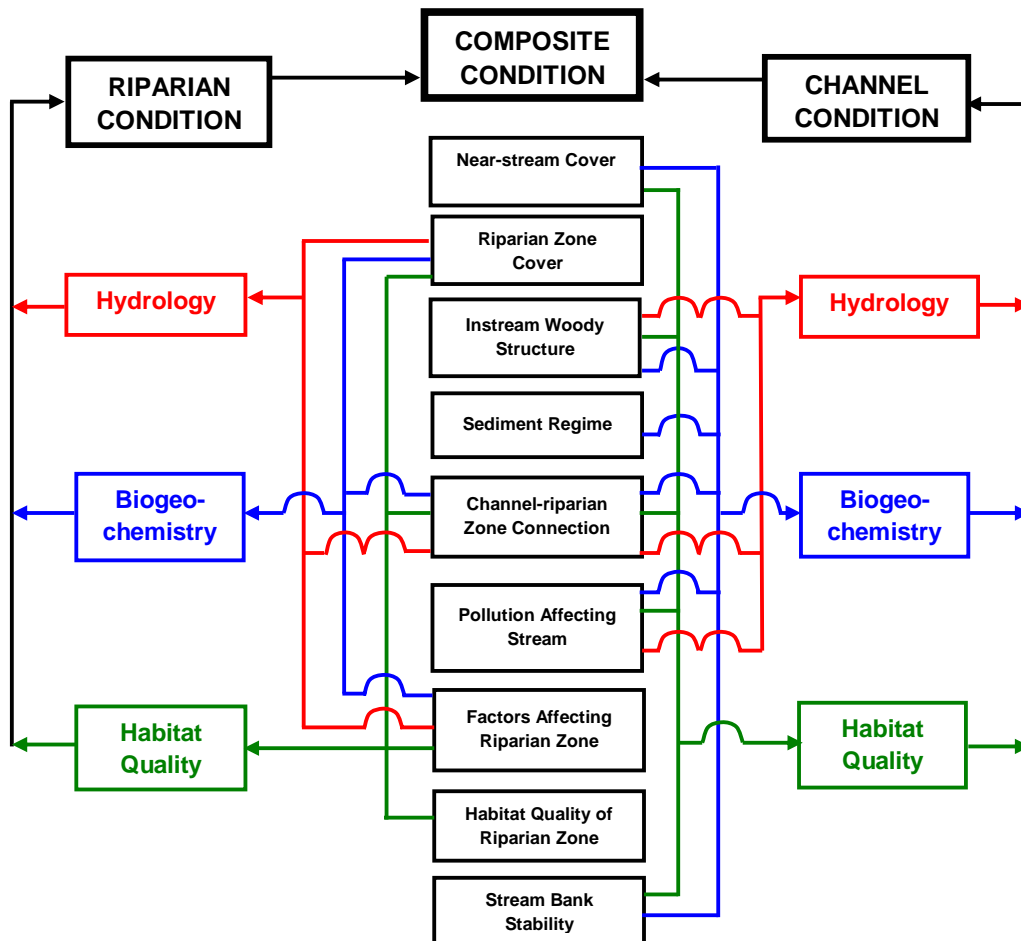 COMPOSITE
CONDITION
RIPARIAN
CONDITION
CHANNEL
CONDITION
Near-stream Cover
Riparian Zone
Cover
Hydrology
Instream Woody
Structure
Hydrology
Sediment Regime
Biogeo-
chemistry
Channel-riparian
Zone Connection
Biogeo-
chemistry
Pollution Affecting
Stream
Factors Affecting
Riparian Zone
Habitat
Quality
Habitat
Quality
Habitat Quality of
Riparian Zone
Stream Bank
Stability